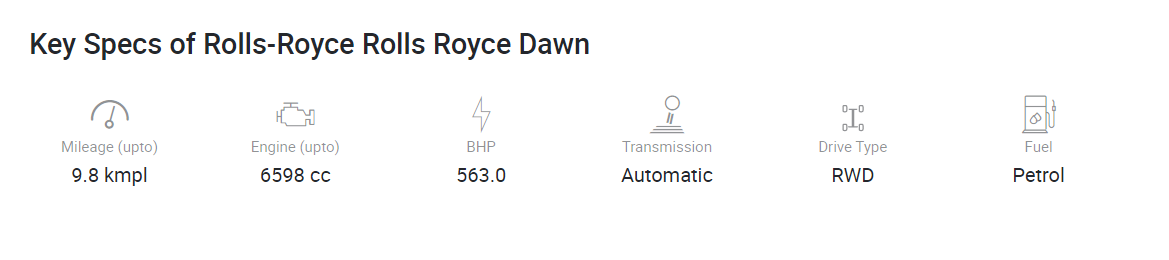 Key Specs of Rolls-Royce Rolls Royce Dawn
Mileage (upto) Engine (upto) BHP Transmission Drive Type Fuel
9.8 kmpl 6598 cc 563.0 Automatic RWD Petrol